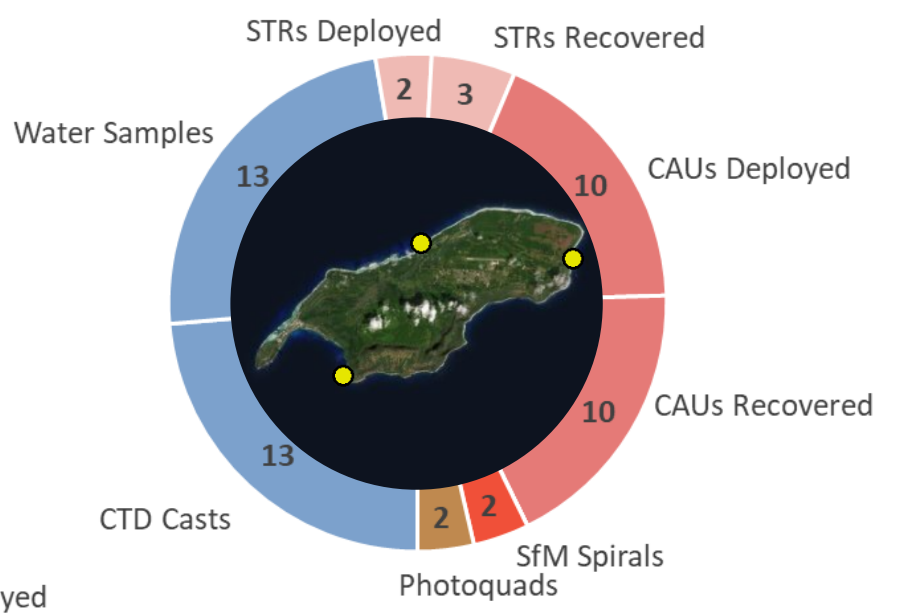 STRs Deployed
STRs Recovered
2
3
Water Samples
13
10
CAUs Deployed
10
CAUs Recovered
13
CTD Casts
2
2
SfM Spirals
Photoquads
yed